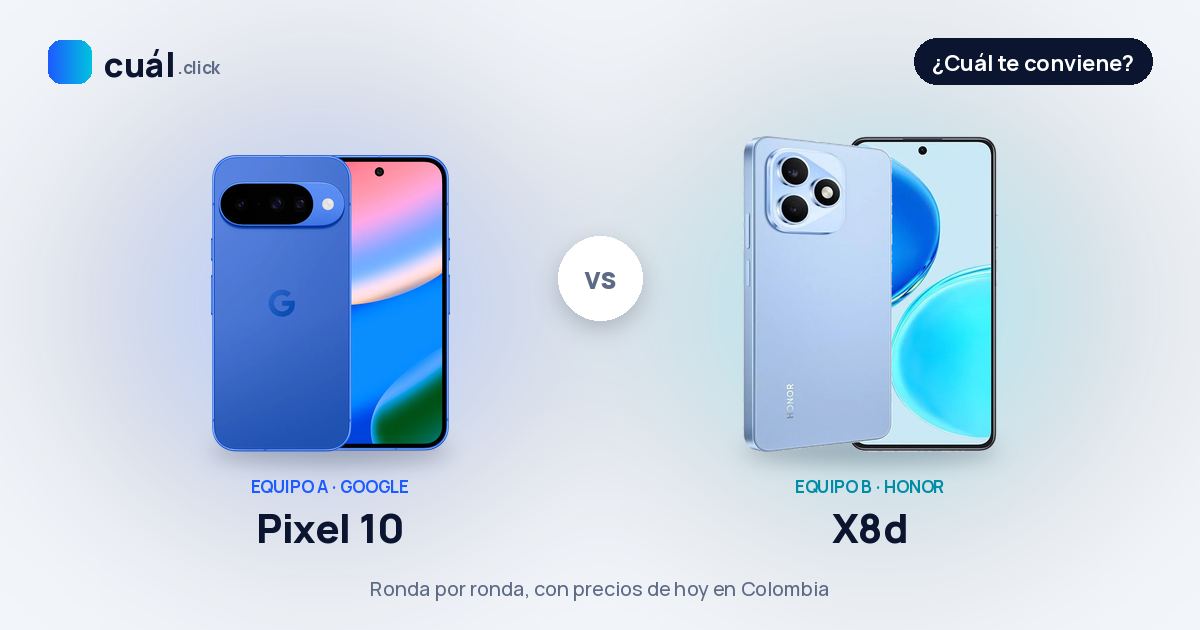 cuál.click
¿Cuál te conviene?
G
HONOR
VS
EQUIPO A · GOOGLE
Pixel 10
EQUIPO B · HONOR
X8d
Ronda por ronda, con precios de hoy en Colombia